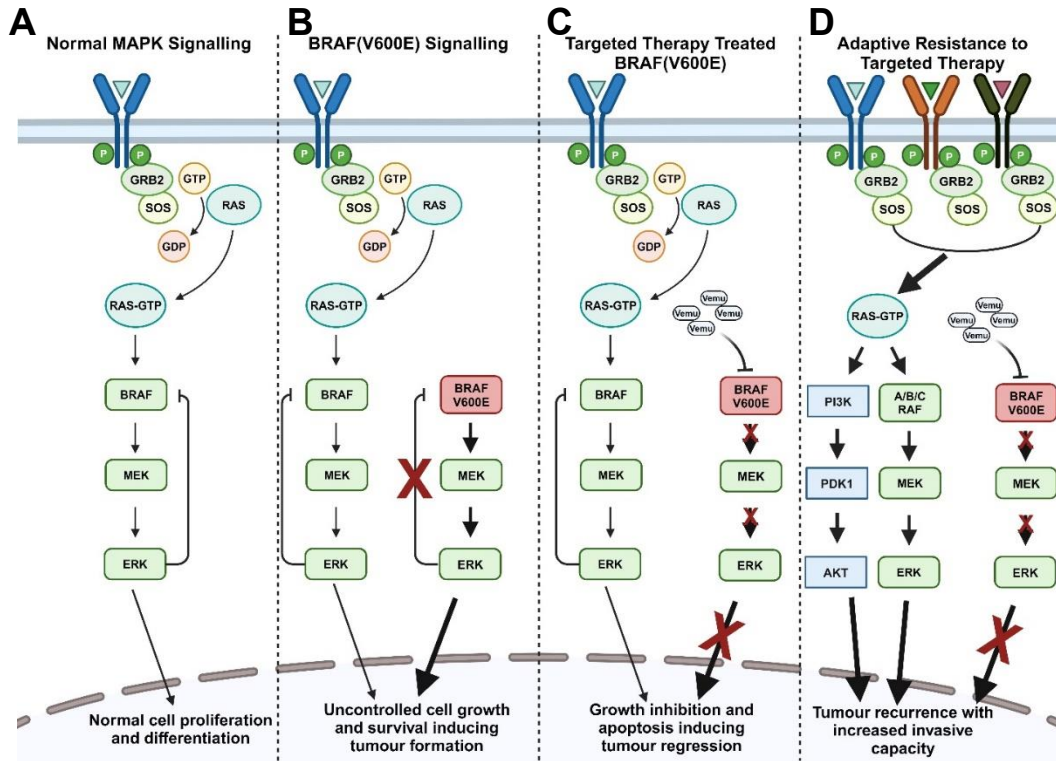 A
Normal MAPK Signalling
P
P
GRB2
SOS
GTP
RAS
GDP
RAS-GTP
BRAF
MEK
ERK
Normal cell proliferation
and differentiation
B
BRAF(V600E) Signalling
P
P
GRB2
SOS
GTP
RAS
GDP
RAS-GTP
BRAF
MEK
ERK
BRAF
V600E
MEK
ERK
Uncontrolled cell growth
and survival inducing
tumour formation
C
Targeted Therapy Treated
BRAF(V600E)
P
P
GRB2
SOS
GTP
RAS
GDP
RAS-GTP
Vemu
Vemu
Vemu
Vemu
BRAF
MEK
ERK
BRAF
V600E
MEK
ERK
Growth inhibition and
apoptosis inducing
tumour regression
D
Adaptive Resistance to
Targeted Therapy
P
P
P
P
P
P
GRB2
GRB2
GRB2
SOS
SOS
SOS
RAS-GTP
Vemu
Vemu
Vemu
Vemu
PI3K
PDK1
AKT
A/B/C
RAF
MEK
ERK
BRAF
V600E
MEK
ERK
Tumour recurrence with
increased invasive
capacity